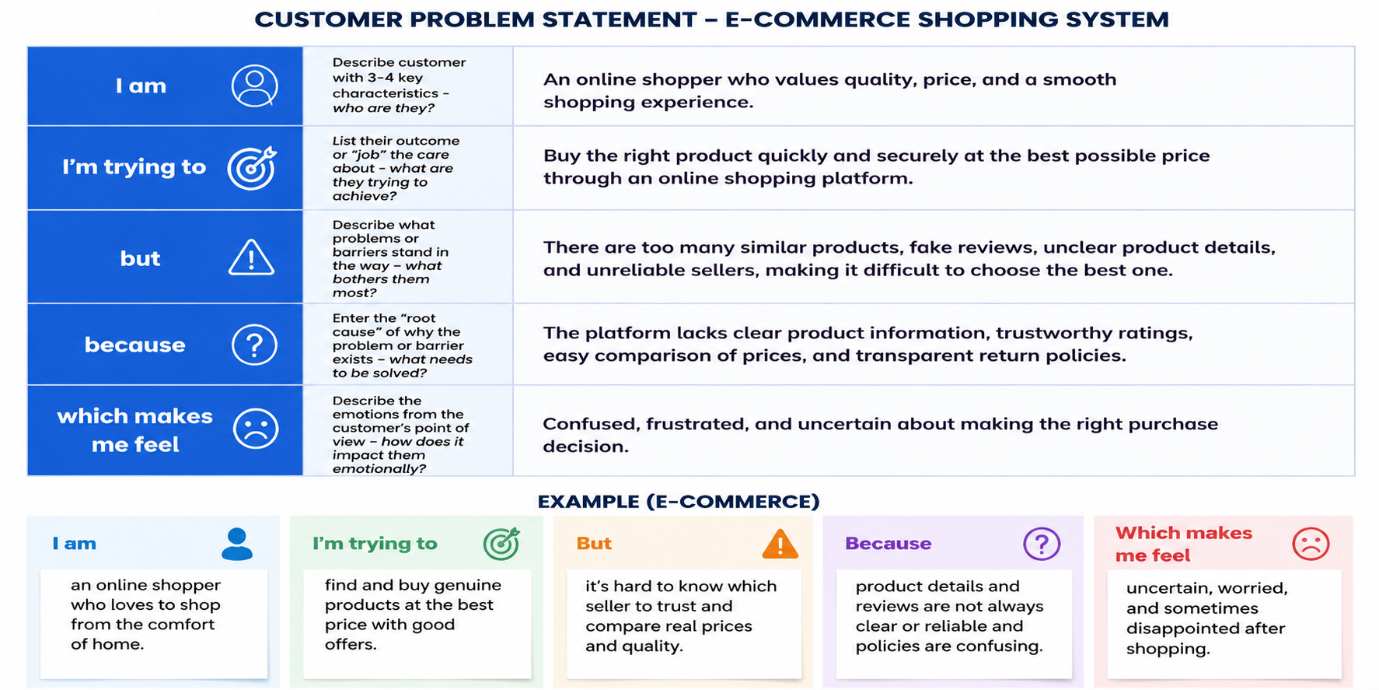 CUSTOMER PROBLEM STATEMENT – E-COMMERCE SHOPPING SYSTEM
I am
Describe customer
with 3-4 key
characteristics –
who are they?
An online shopper who values quality, price, and a smooth
shopping experience.
I'm trying to
List their outcome
or "job" the care
about – what are
they trying to
achieve?
Buy the right product quickly and securely at the best possible price
through an online shopping platform.
but
Describe what
problems or
barriers stand in
the way – what
bothers them
most?
There are too many similar products, fake reviews, unclear product details,
and unreliable sellers, making it difficult to choose the best one.
because
Enter the "root
cause" of why the
problem or barrier
exists – what needs
to be solved?
The platform lacks clear product information, trustworthy ratings,
easy comparison of prices, and transparent return policies.
which makes
me feel
Describe the
emotions from the
customer's point of
view – how does it
impact them
emotionally?
Confused, frustrated, and uncertain about making the right purchase
decision.
EXAMPLE (E-COMMERCE)
I am
an online shopper
who loves to shop
from the comfort
of home.
I'm trying to
find and buy genuine
products at the best
price with good
offers.
But
it's hard to know which
seller to trust and
compare real prices
and quality.
Because
product details and
reviews are not always
clear or reliable and
policies are confusing.
Which makes
me feel
uncertain, worried,
and sometimes
disappointed after
shopping.